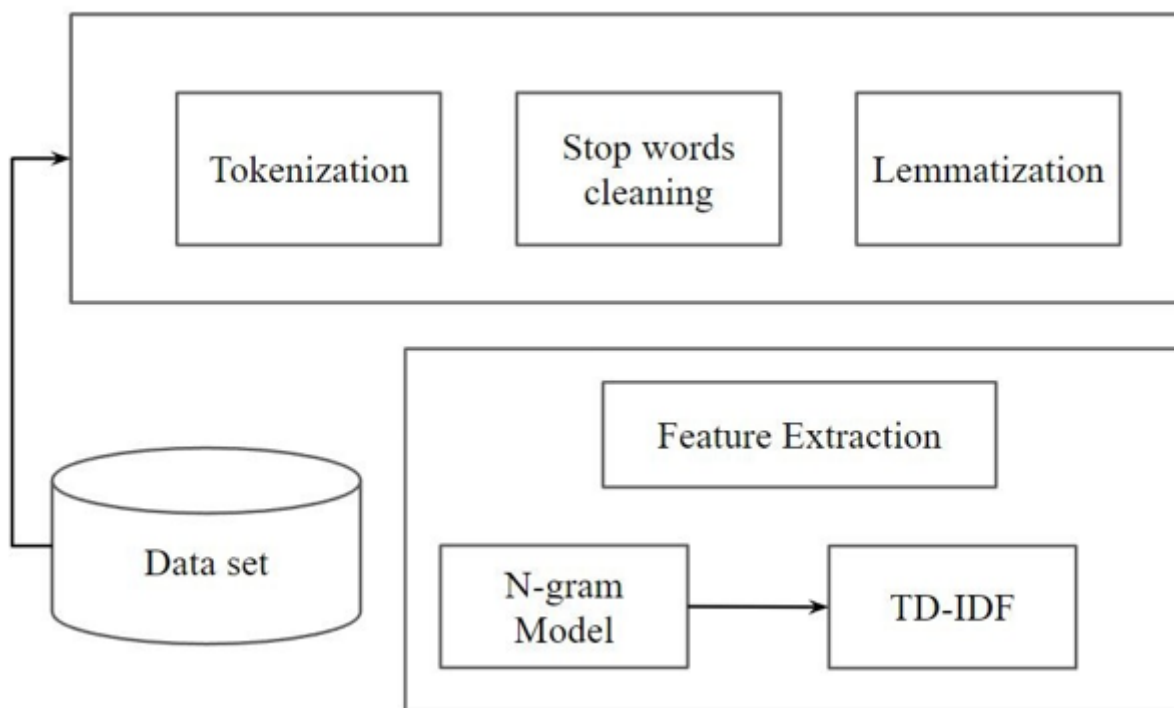 Tokenization
Stop words
cleaning
Lemmatization
Feature Extraction
Data set
N-gram
Model
TD-IDF